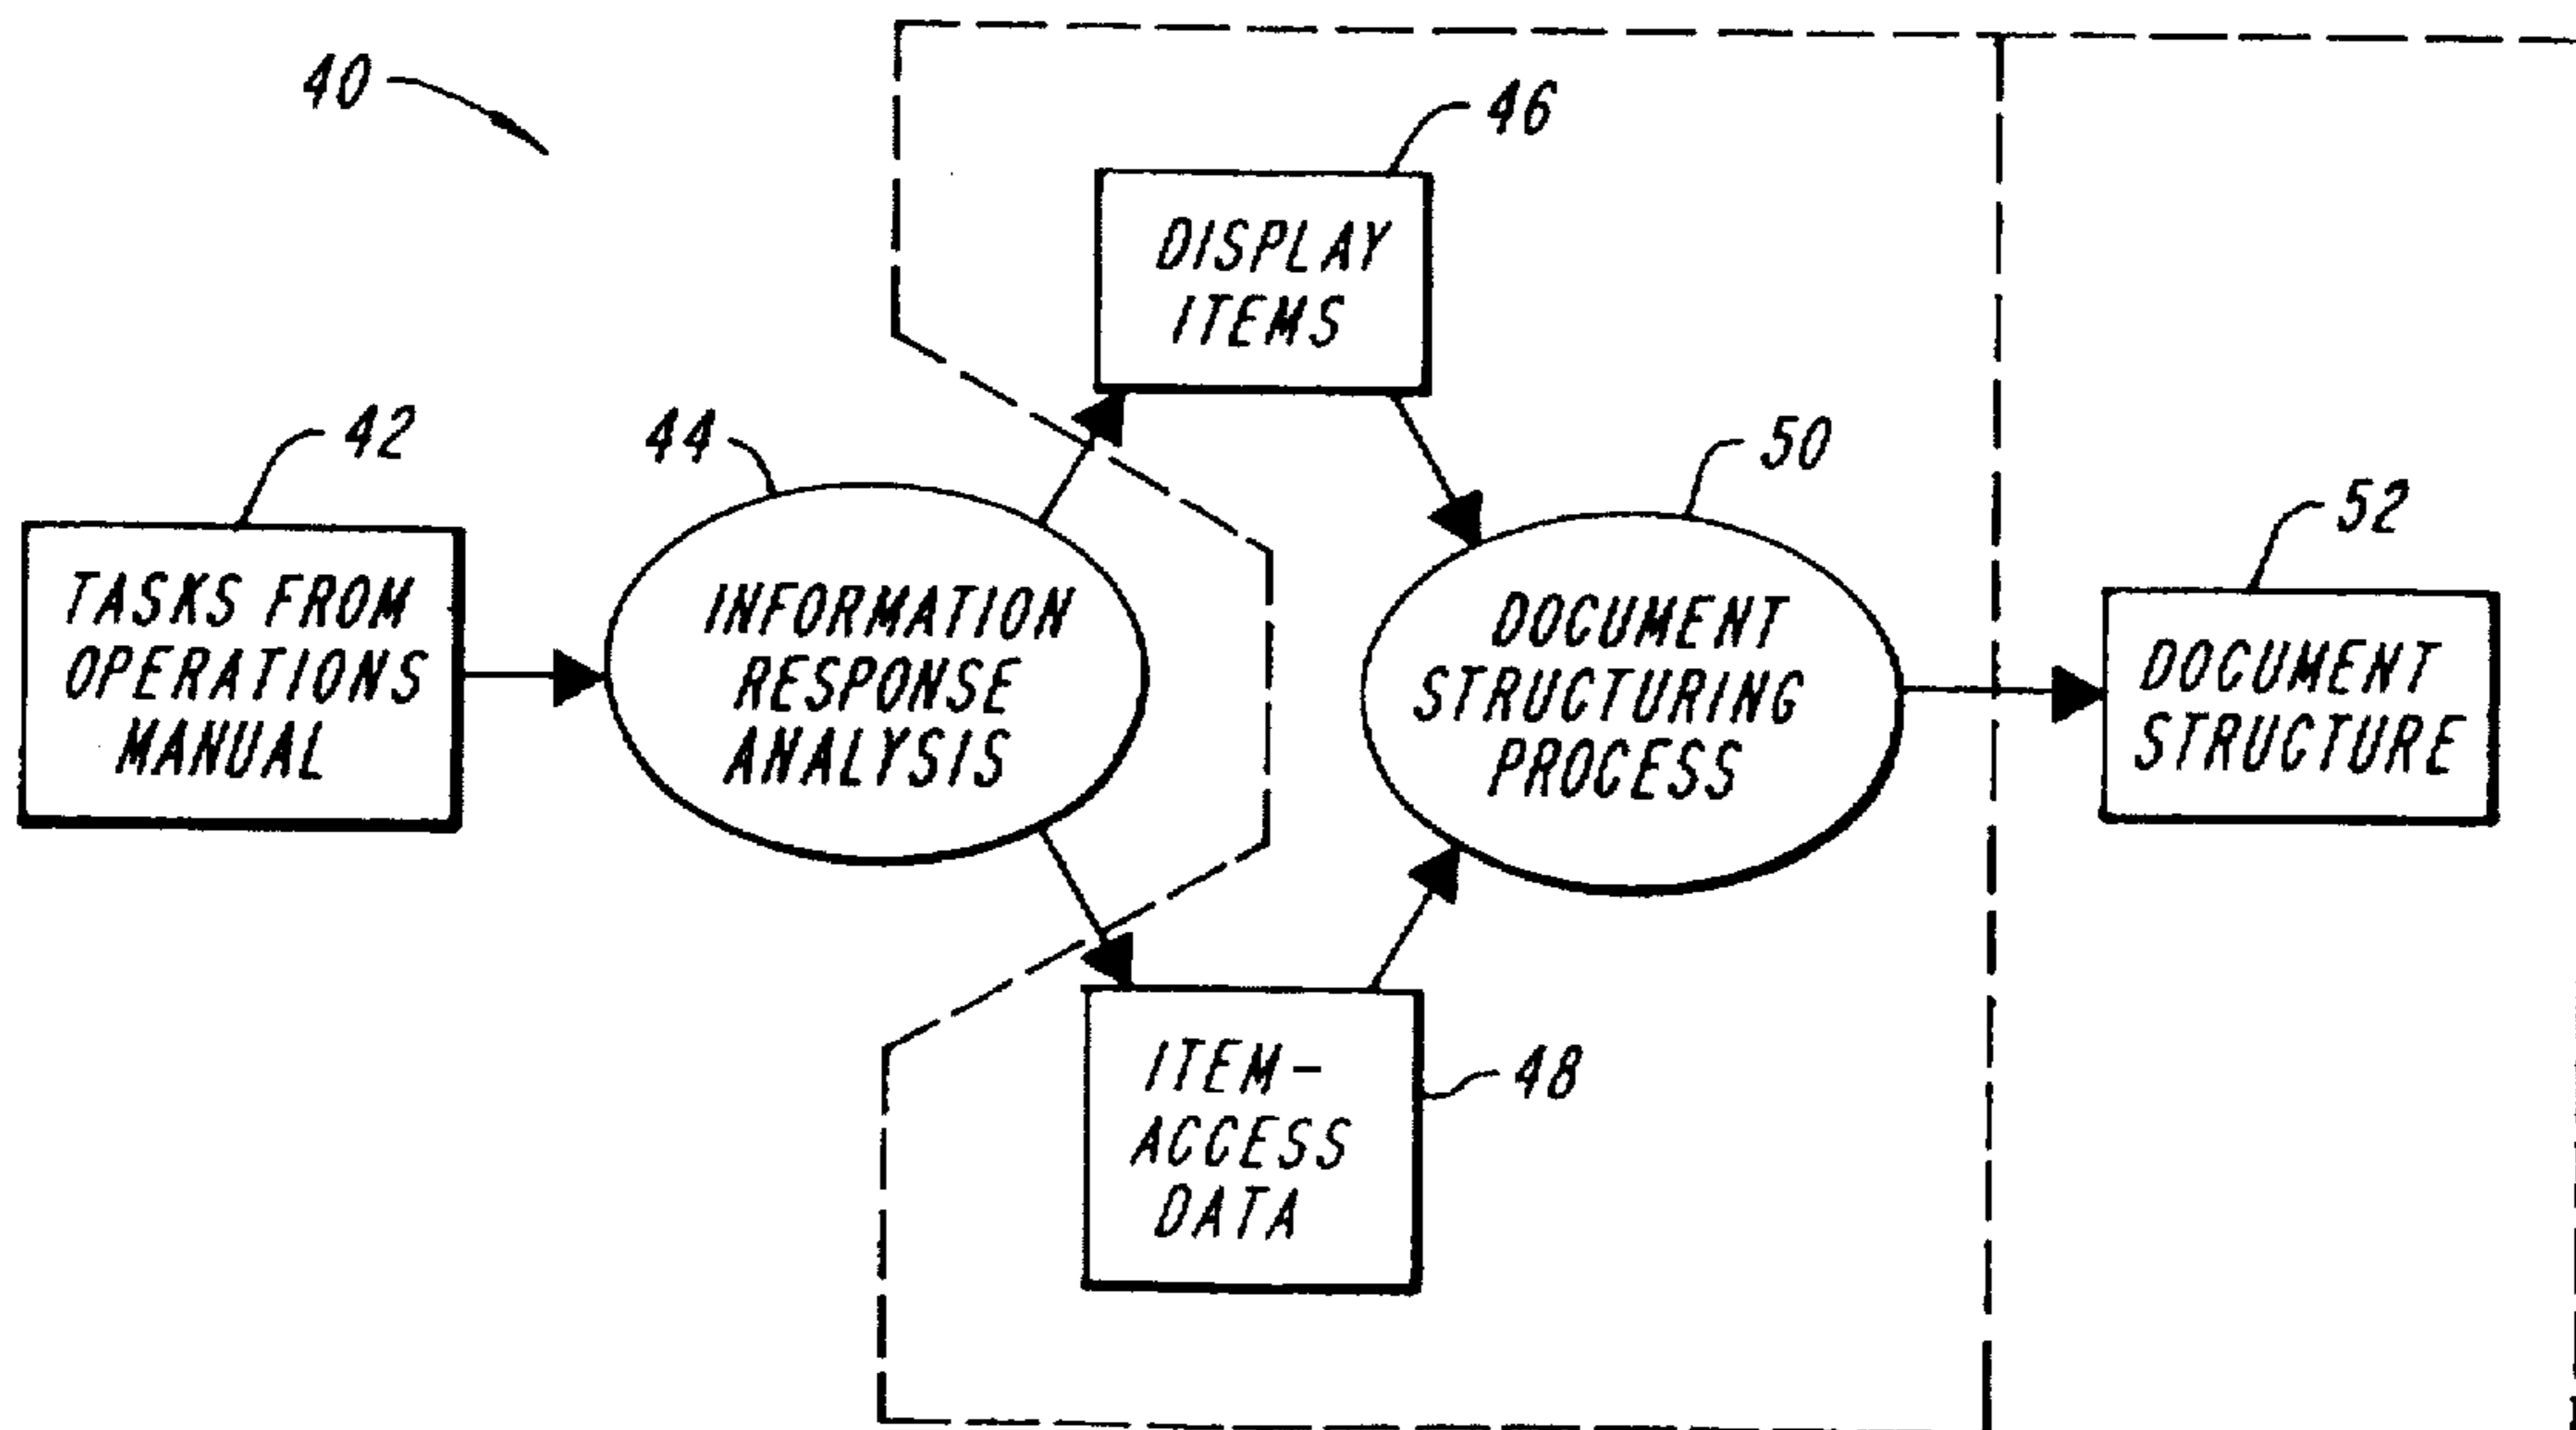 40
46
DISPLAY
ITEMS
42
44
50
52
TASKS FROM
OPERATIONS
MANUAL
INFORMATION
RESPONSE
ANALYSIS
DOCUMENT
STRUCTURING
PROCESS
DOCUMENT
STRUCTURE
48
ITEM-
ACCESS
DATA